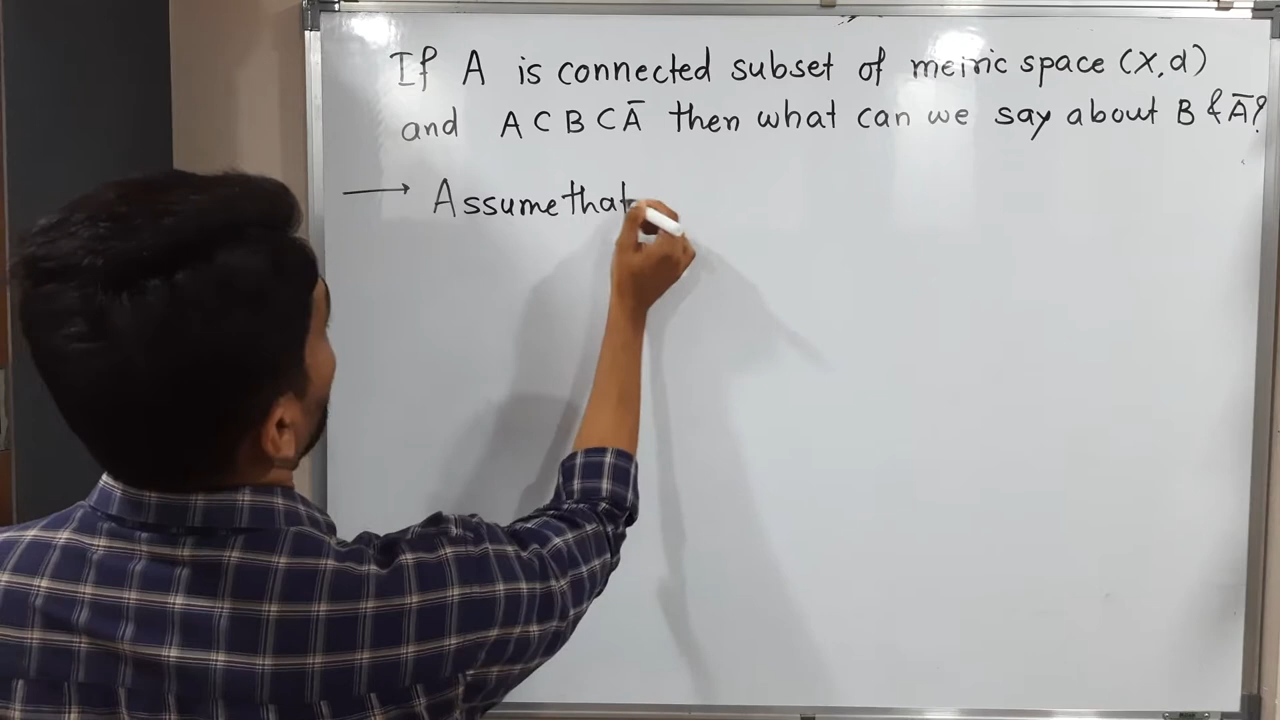 If A is connected subset of metric space (X,d)
and A ⊂ B ⊂ Ā then what can we say about B & Ā?
→ Assume that